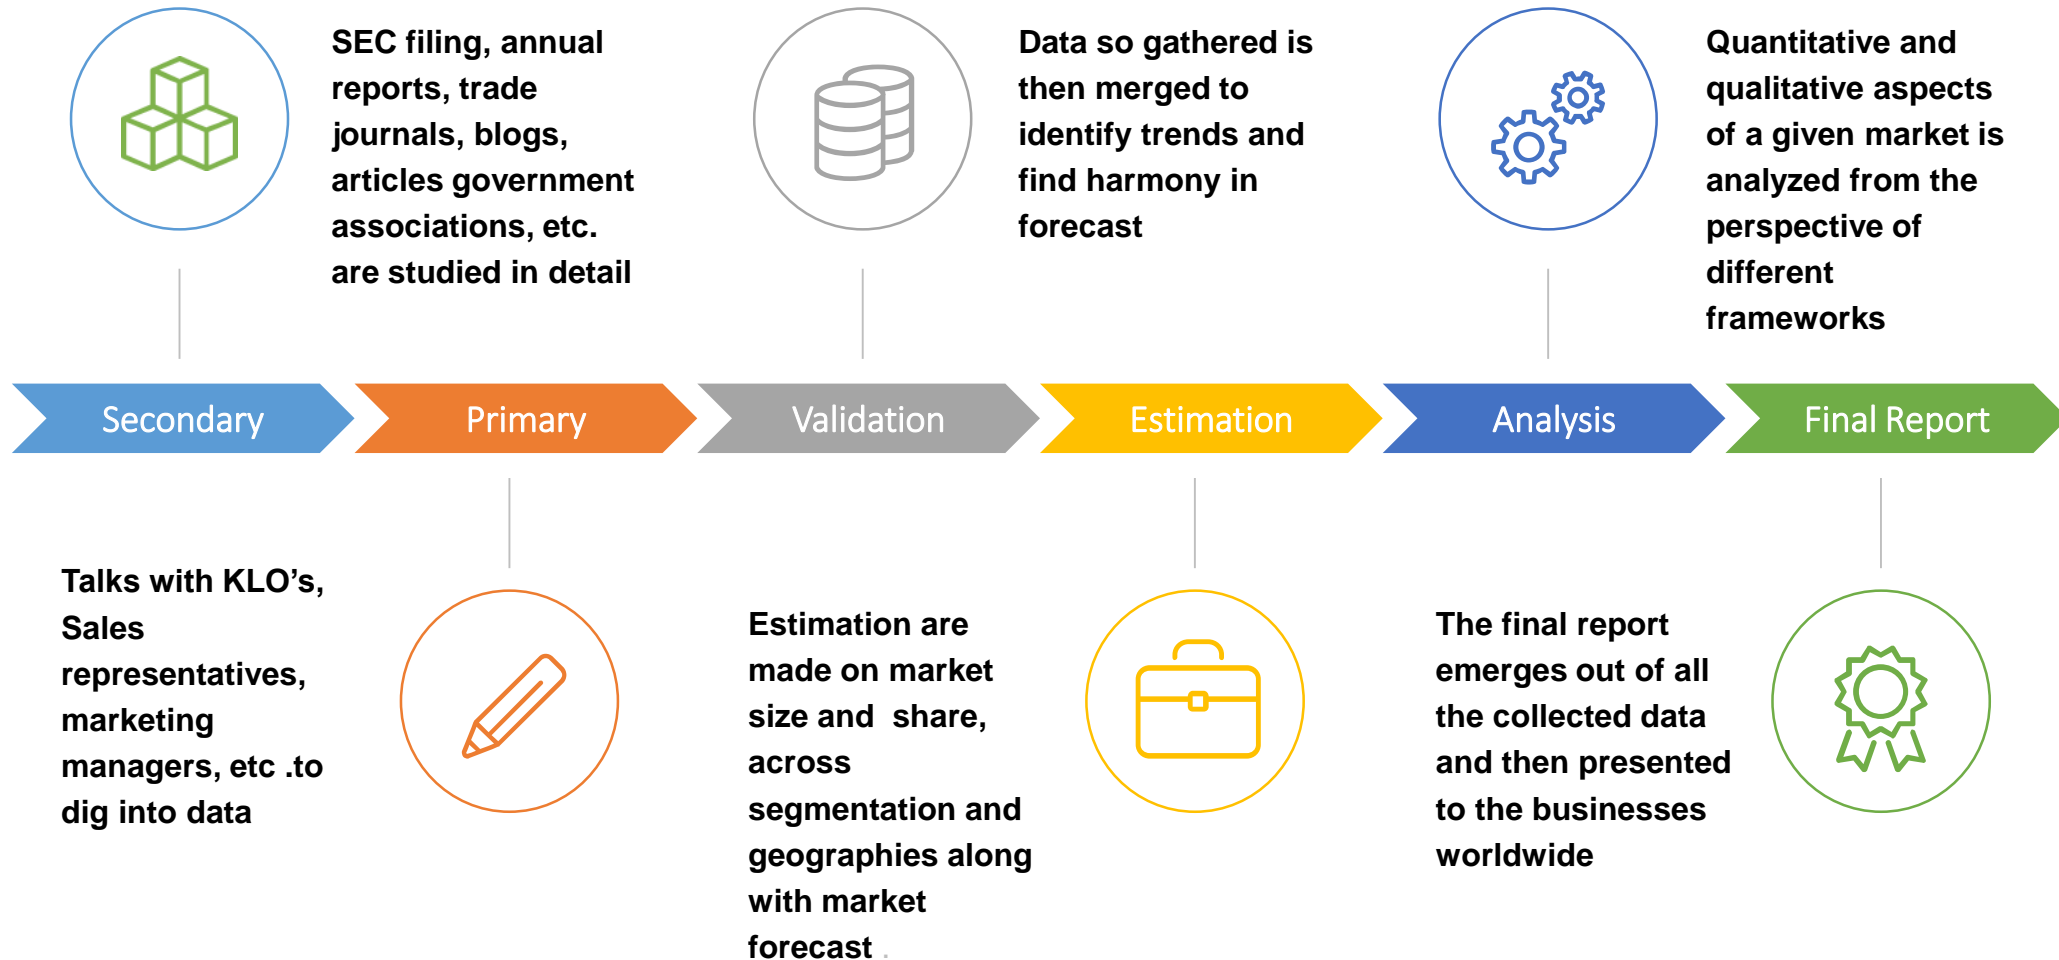 SEC filing, annual
reports, trade
journals, blogs,
articles government
associations, etc.
are studied in detail
Data so gathered is
then merged to
identify trends and
find harmony in
forecast
Quantitative and
qualitative aspects
of a given market is
analyzed from the
perspective of
different
frameworks
Secondary
Primary
Validation
Estimation
Analysis
Final Report
Talks with KLO’s,
Sales
representatives,
marketing
managers, etc .to
dig into data
Estimation are
made on market
size and  share,
across
segmentation and
geographies along
with market
forecast .
The final report
emerges out of all
the collected data
and then presented
to the businesses
worldwide